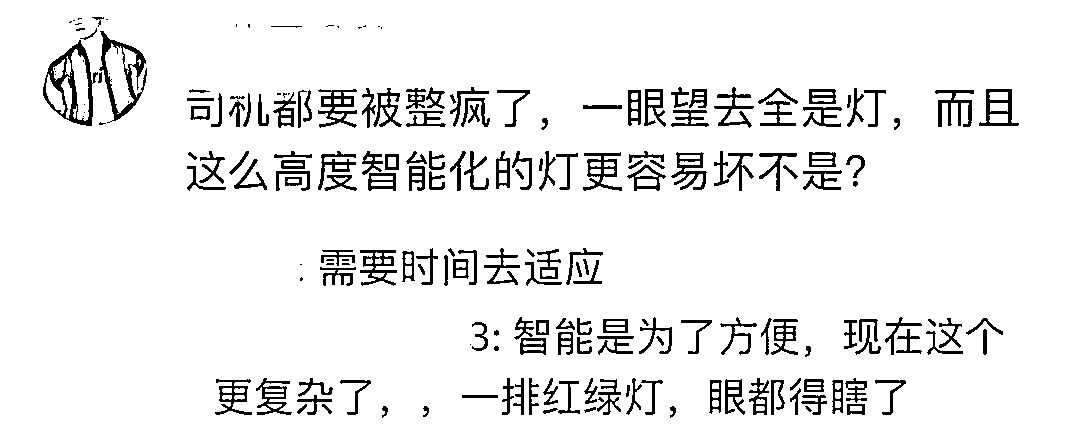 司机都要被整疯了，一眼望去全是灯，而且
这么高度智能化的灯更容易坏不是？
: 需要时间去适应
3: 智能是为了方便，现在这个
更复杂了，，一排红绿灯，眼都得瞎了